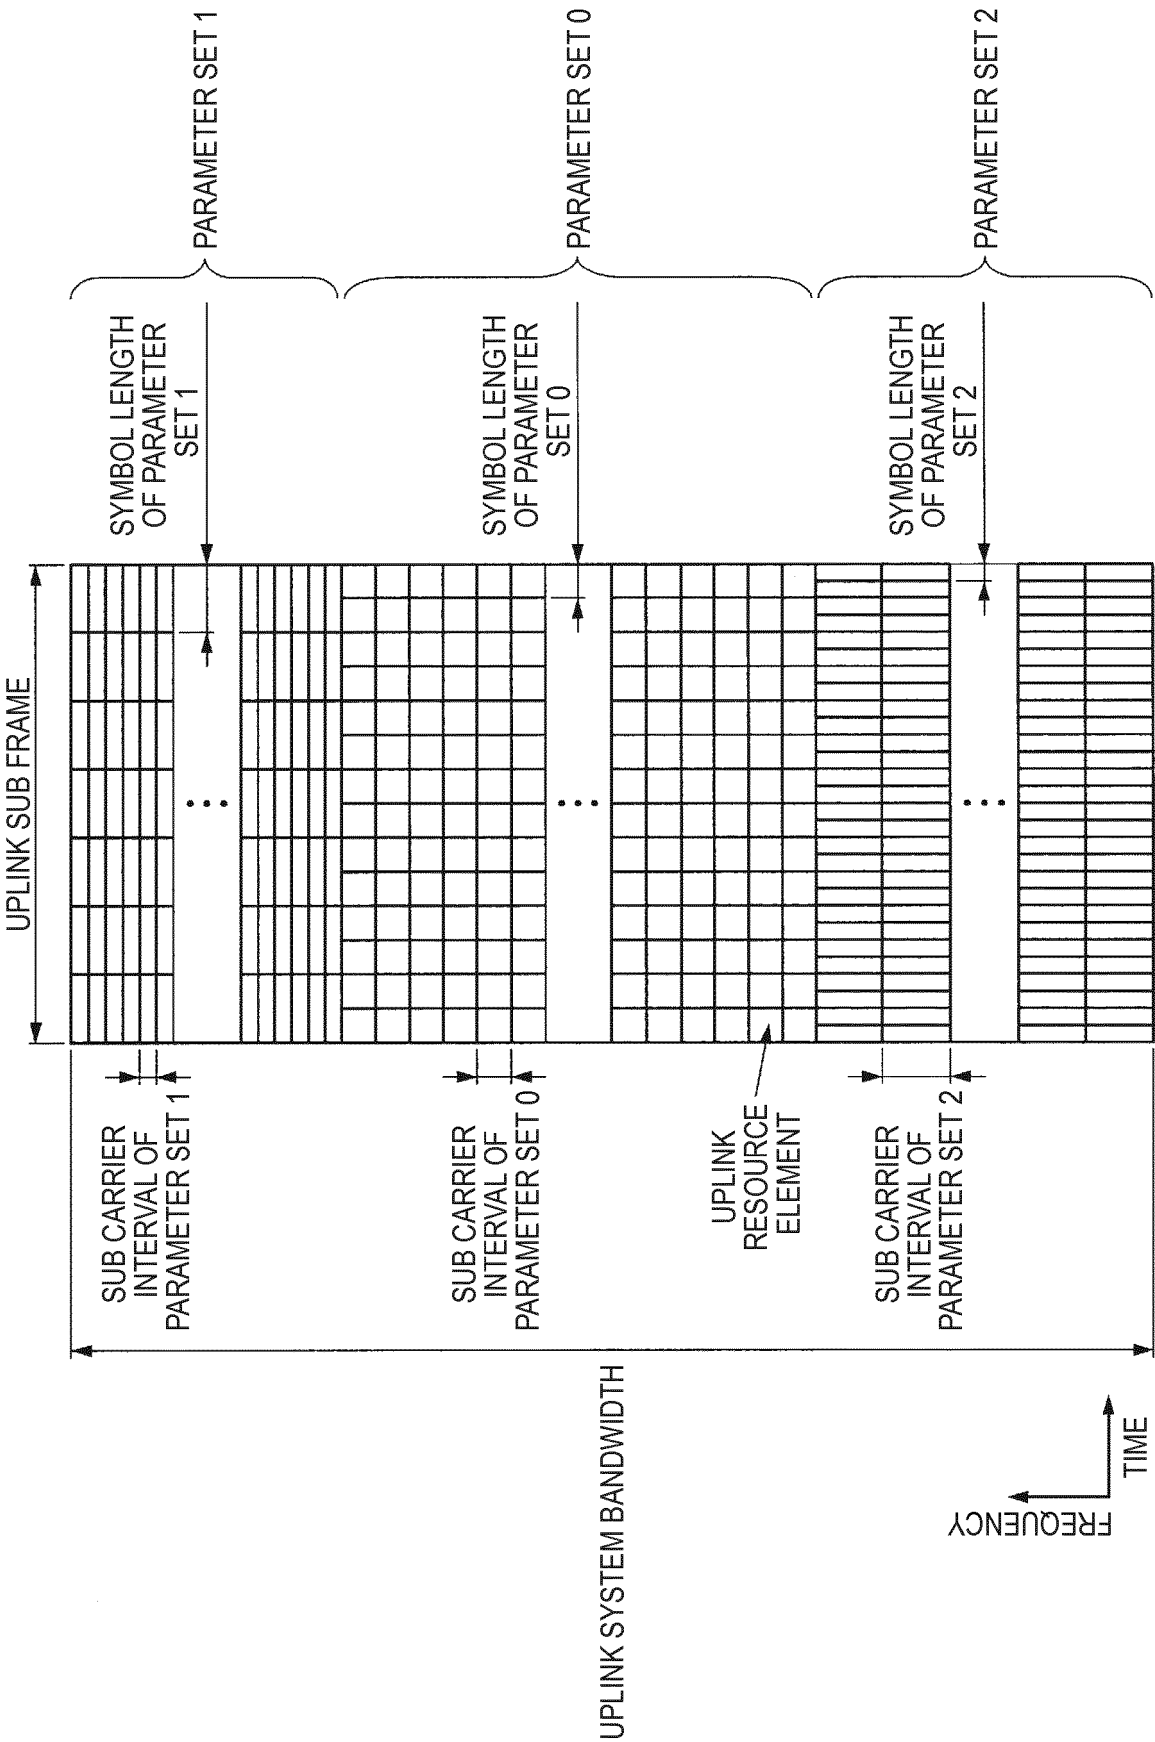 UPLINK SUB FRAME
SUB CARRIER
INTERVAL OF
PARAMETER SET 1
SYMBOL LENGTH
OF PARAMETER
SET 1
PARAMETER SET 1
SUB CARRIER
INTERVAL OF
PARAMETER SET 0
SYMBOL LENGTH
OF PARAMETER
SET 0
PARAMETER SET 0
UPLINK SYSTEM BANDWIDTH
UPLINK
RESOURCE
ELEMENT
SUB CARRIER
INTERVAL OF
PARAMETER SET 2
SYMBOL LENGTH
OF PARAMETER
SET 2
PARAMETER SET 2
FREQUENCY
TIME